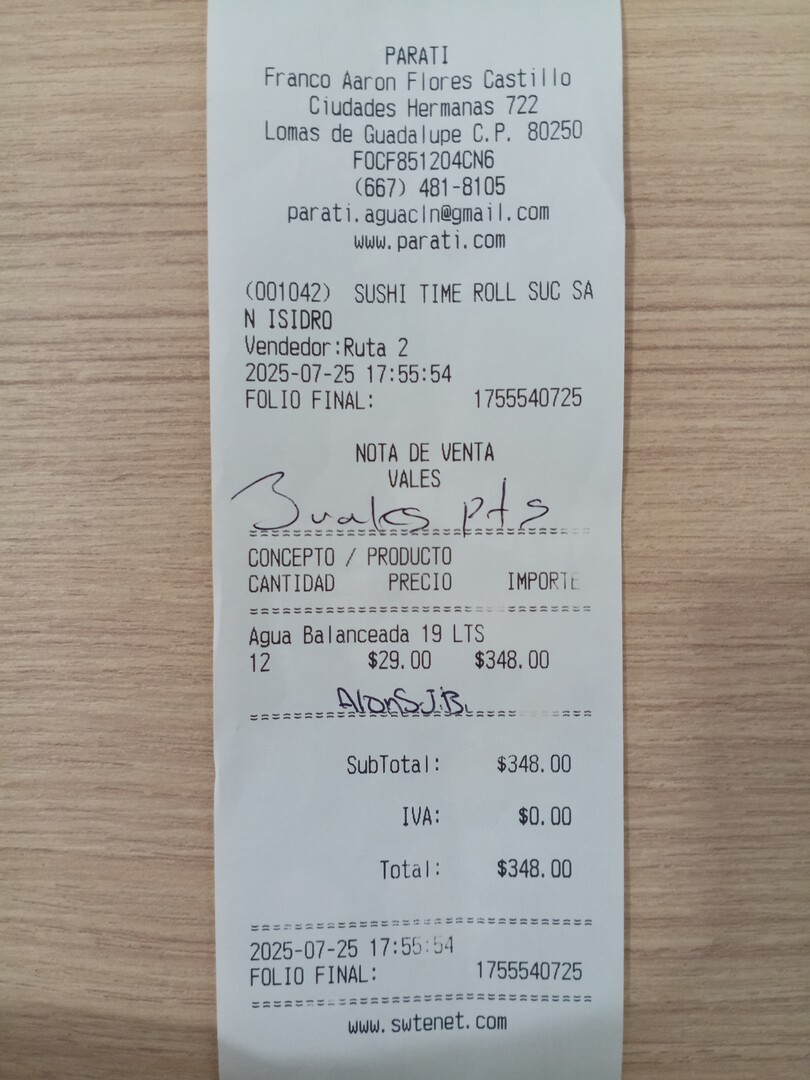 PARATI
Franco Aaron Flores Castillo
Ciudades Hermanas 722
Lomas de Guadalupe C.P. 80250
FOCF851204CN6
(667) 481-8105
parati.aguacln@gmail.com
www.parati.com
(001042) SUSHI TIME ROLL SUC SA
N ISIDRO
Vendedor:Ruta 2
2025-07-25 17:55:54
FOLIO FINAL: 1755540725
NOTA DE VENTA
VALES
3 vales pts
CONCEPTO / PRODUCTO
CANTIDAD PRECIO IMPORTE
Agua Balanceada 19 LTS
12 $29.00 $348.00
AlonS.J.B.
SubTotal: $348.00
IVA: $0.00
Total: $348.00
2025-07-25 17:55:54
FOLIO FINAL: 1755540725
www.swtenet.com